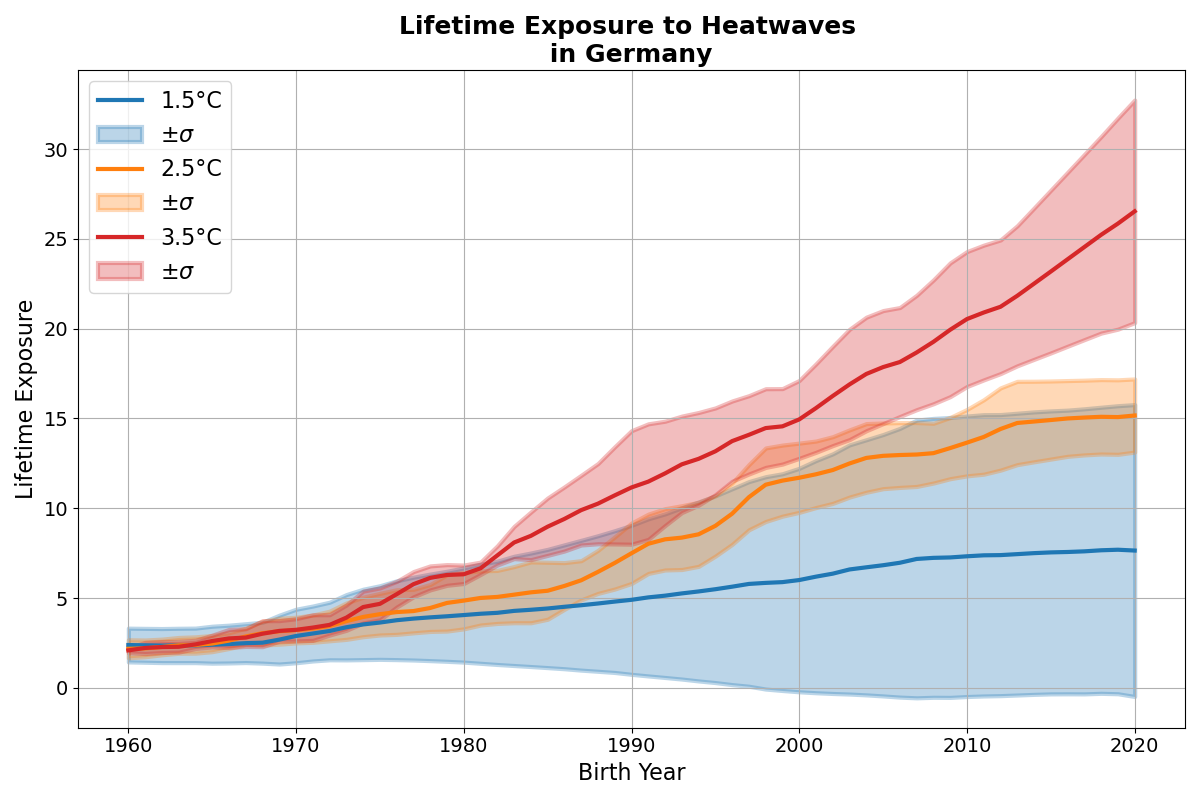 Lifetime Exposure to Heatwaves
in Germany
1.5°C
±σ
2.5°C
±σ
3.5°C
±σ
30
25
20
15
10
5
0
Lifetime Exposure
1960 1970 1980 1990 2000 2010 2020
Birth Year